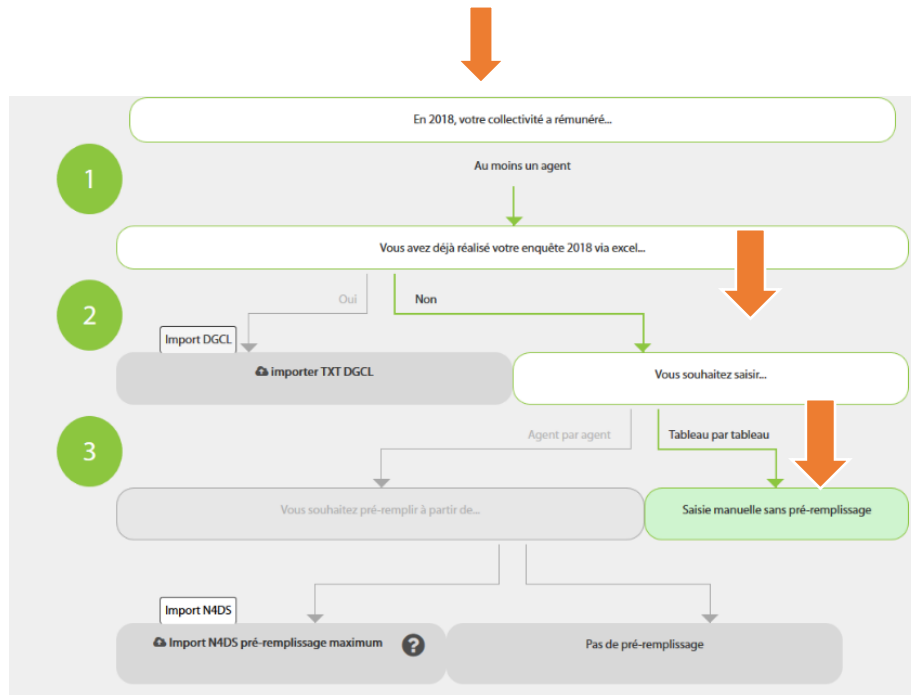 En 2018, votre collectivité a rémunéré...
1
Au moins un agent
Vous avez déjà réalisé votre enquête 2018 via excel...
2
Oui
Non
Import DGCL
importer TXT DGCL
Vous souhaitez saisir...
3
Agent par agent
Tableau par tableau
Vous souhaitez pré-remplir à partir de...
Saisie manuelle sans pré-remplissage
Import N4DS
Import N4DS pré-remplissage maximum
?
Pas de pré-remplissage